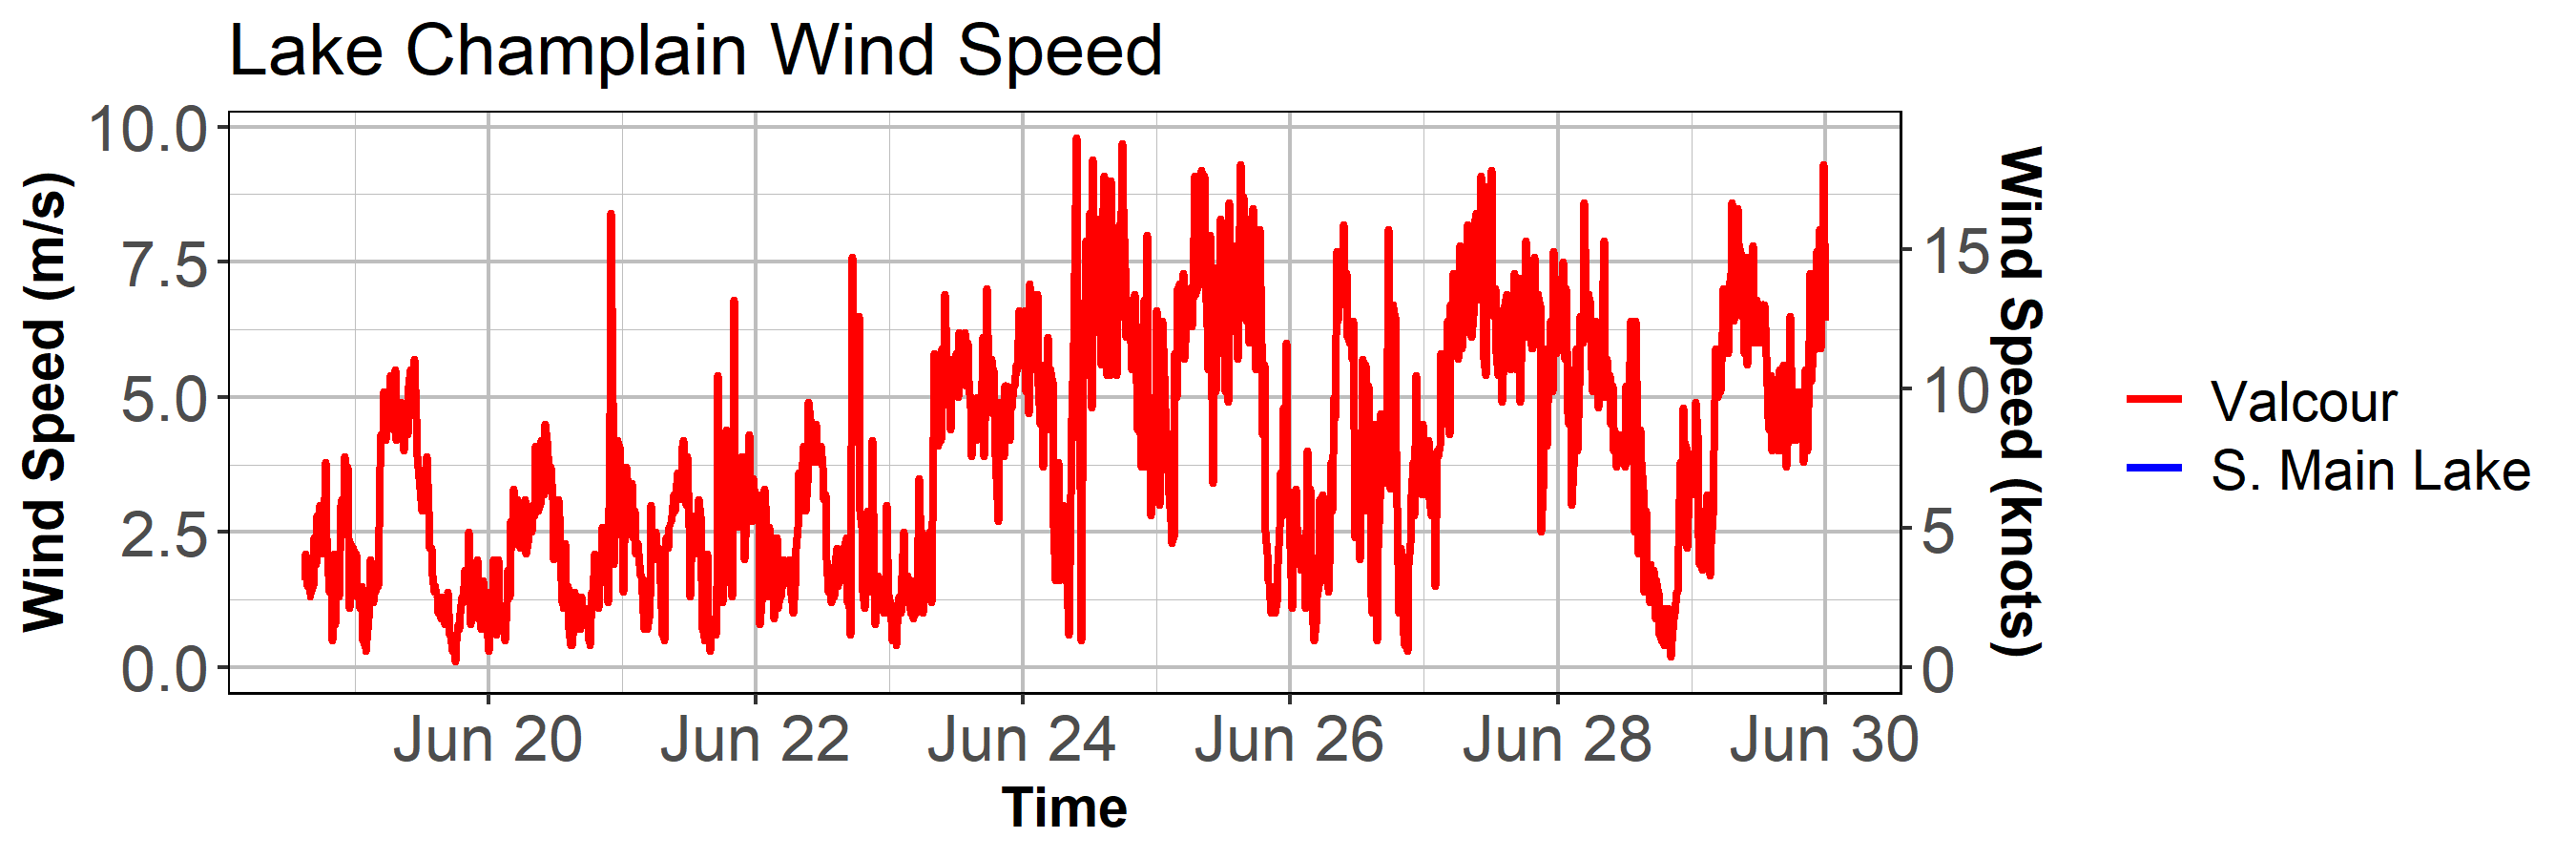 Lake Champlain Wind Speed
Wind Speed (m/s)
10.0
7.5
5.0
2.5
0.0
15
10
5
0
Wind Speed (knots)
Jun 20 Jun 22 Jun 24 Jun 26 Jun 28 Jun 30
Time
Valcour
S. Main Lake